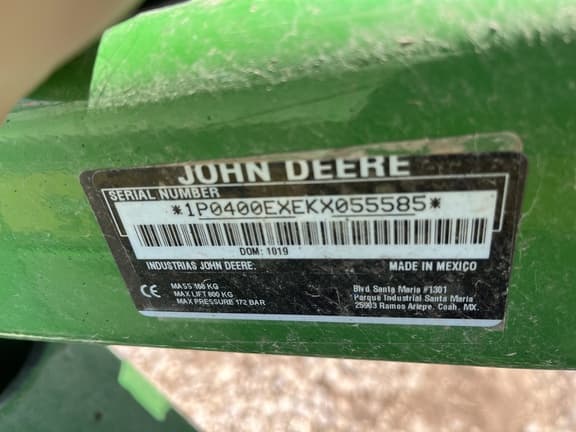 JOHN DEERE
SERIAL NUMBER
*1P0400EXEKX055585*
DOM: 1019
INDUSTRIAS JOHN DEERE. MADE IN MEXICO
CE MASS 168 KG
MAX LIFT 800 KG
MAX PRESSURE 172 BAR
Blvd Santa Maria #1301
Parque Industrial Santa Maria
25903 Ramos Arizpe, Coah. MX.